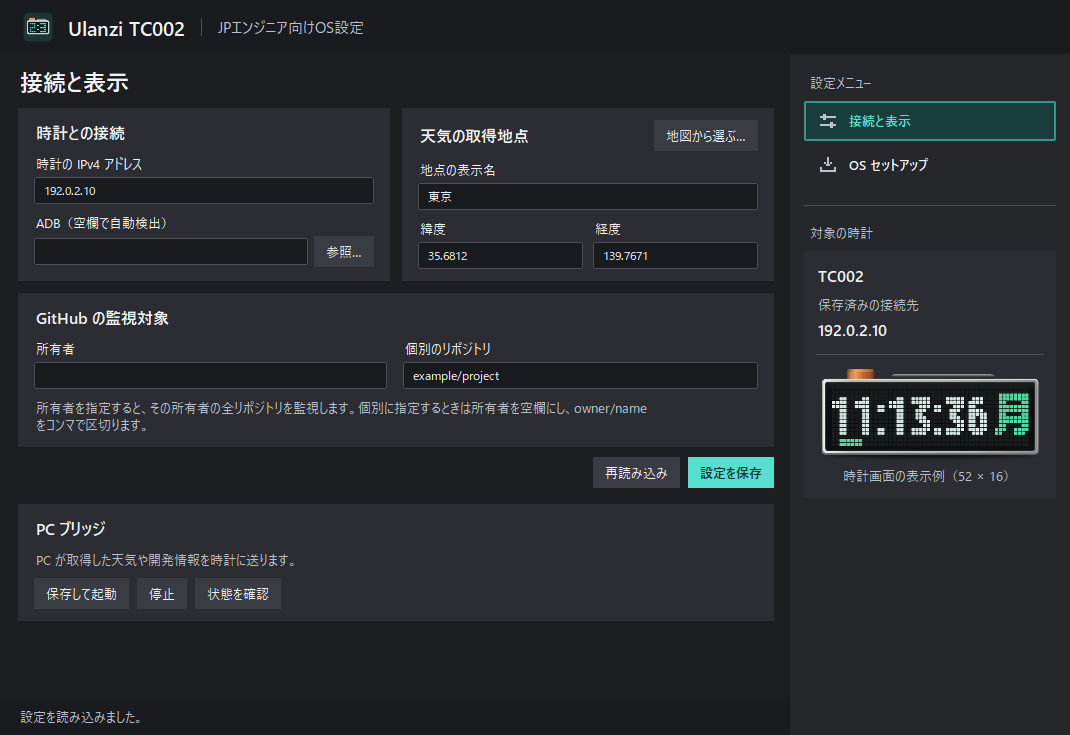 Ulanzi TC002
JPエンジニア向けOS設定
接続と表示
時計との接続
時計の IPv4 アドレス
192.0.2.10
ADB（空欄で自動検出）
参照...
天気の取得地点
地図から選ぶ...
地点の表示名
東京
緯度
経度
35.6812
139.7671
GitHub の監視対象
所有者
個別のリポジトリ
example/project
所有者を指定すると、その所有者の全リポジトリを監視します。個別に指定するときは所有者を空欄にし、owner/name
をコンマで区切ります。
再読み込み
設定を保存
PC ブリッジ
PC が取得した天気や開発情報を時計に送ります。
保存して起動
停止
状態を確認
設定を読み込みました。
設定メニュー
接続と表示
OS セットアップ
対象の時計
TC002
保存済みの接続先
192.0.2.10
11:13:36 月
時計画面の表示例（52 × 16）